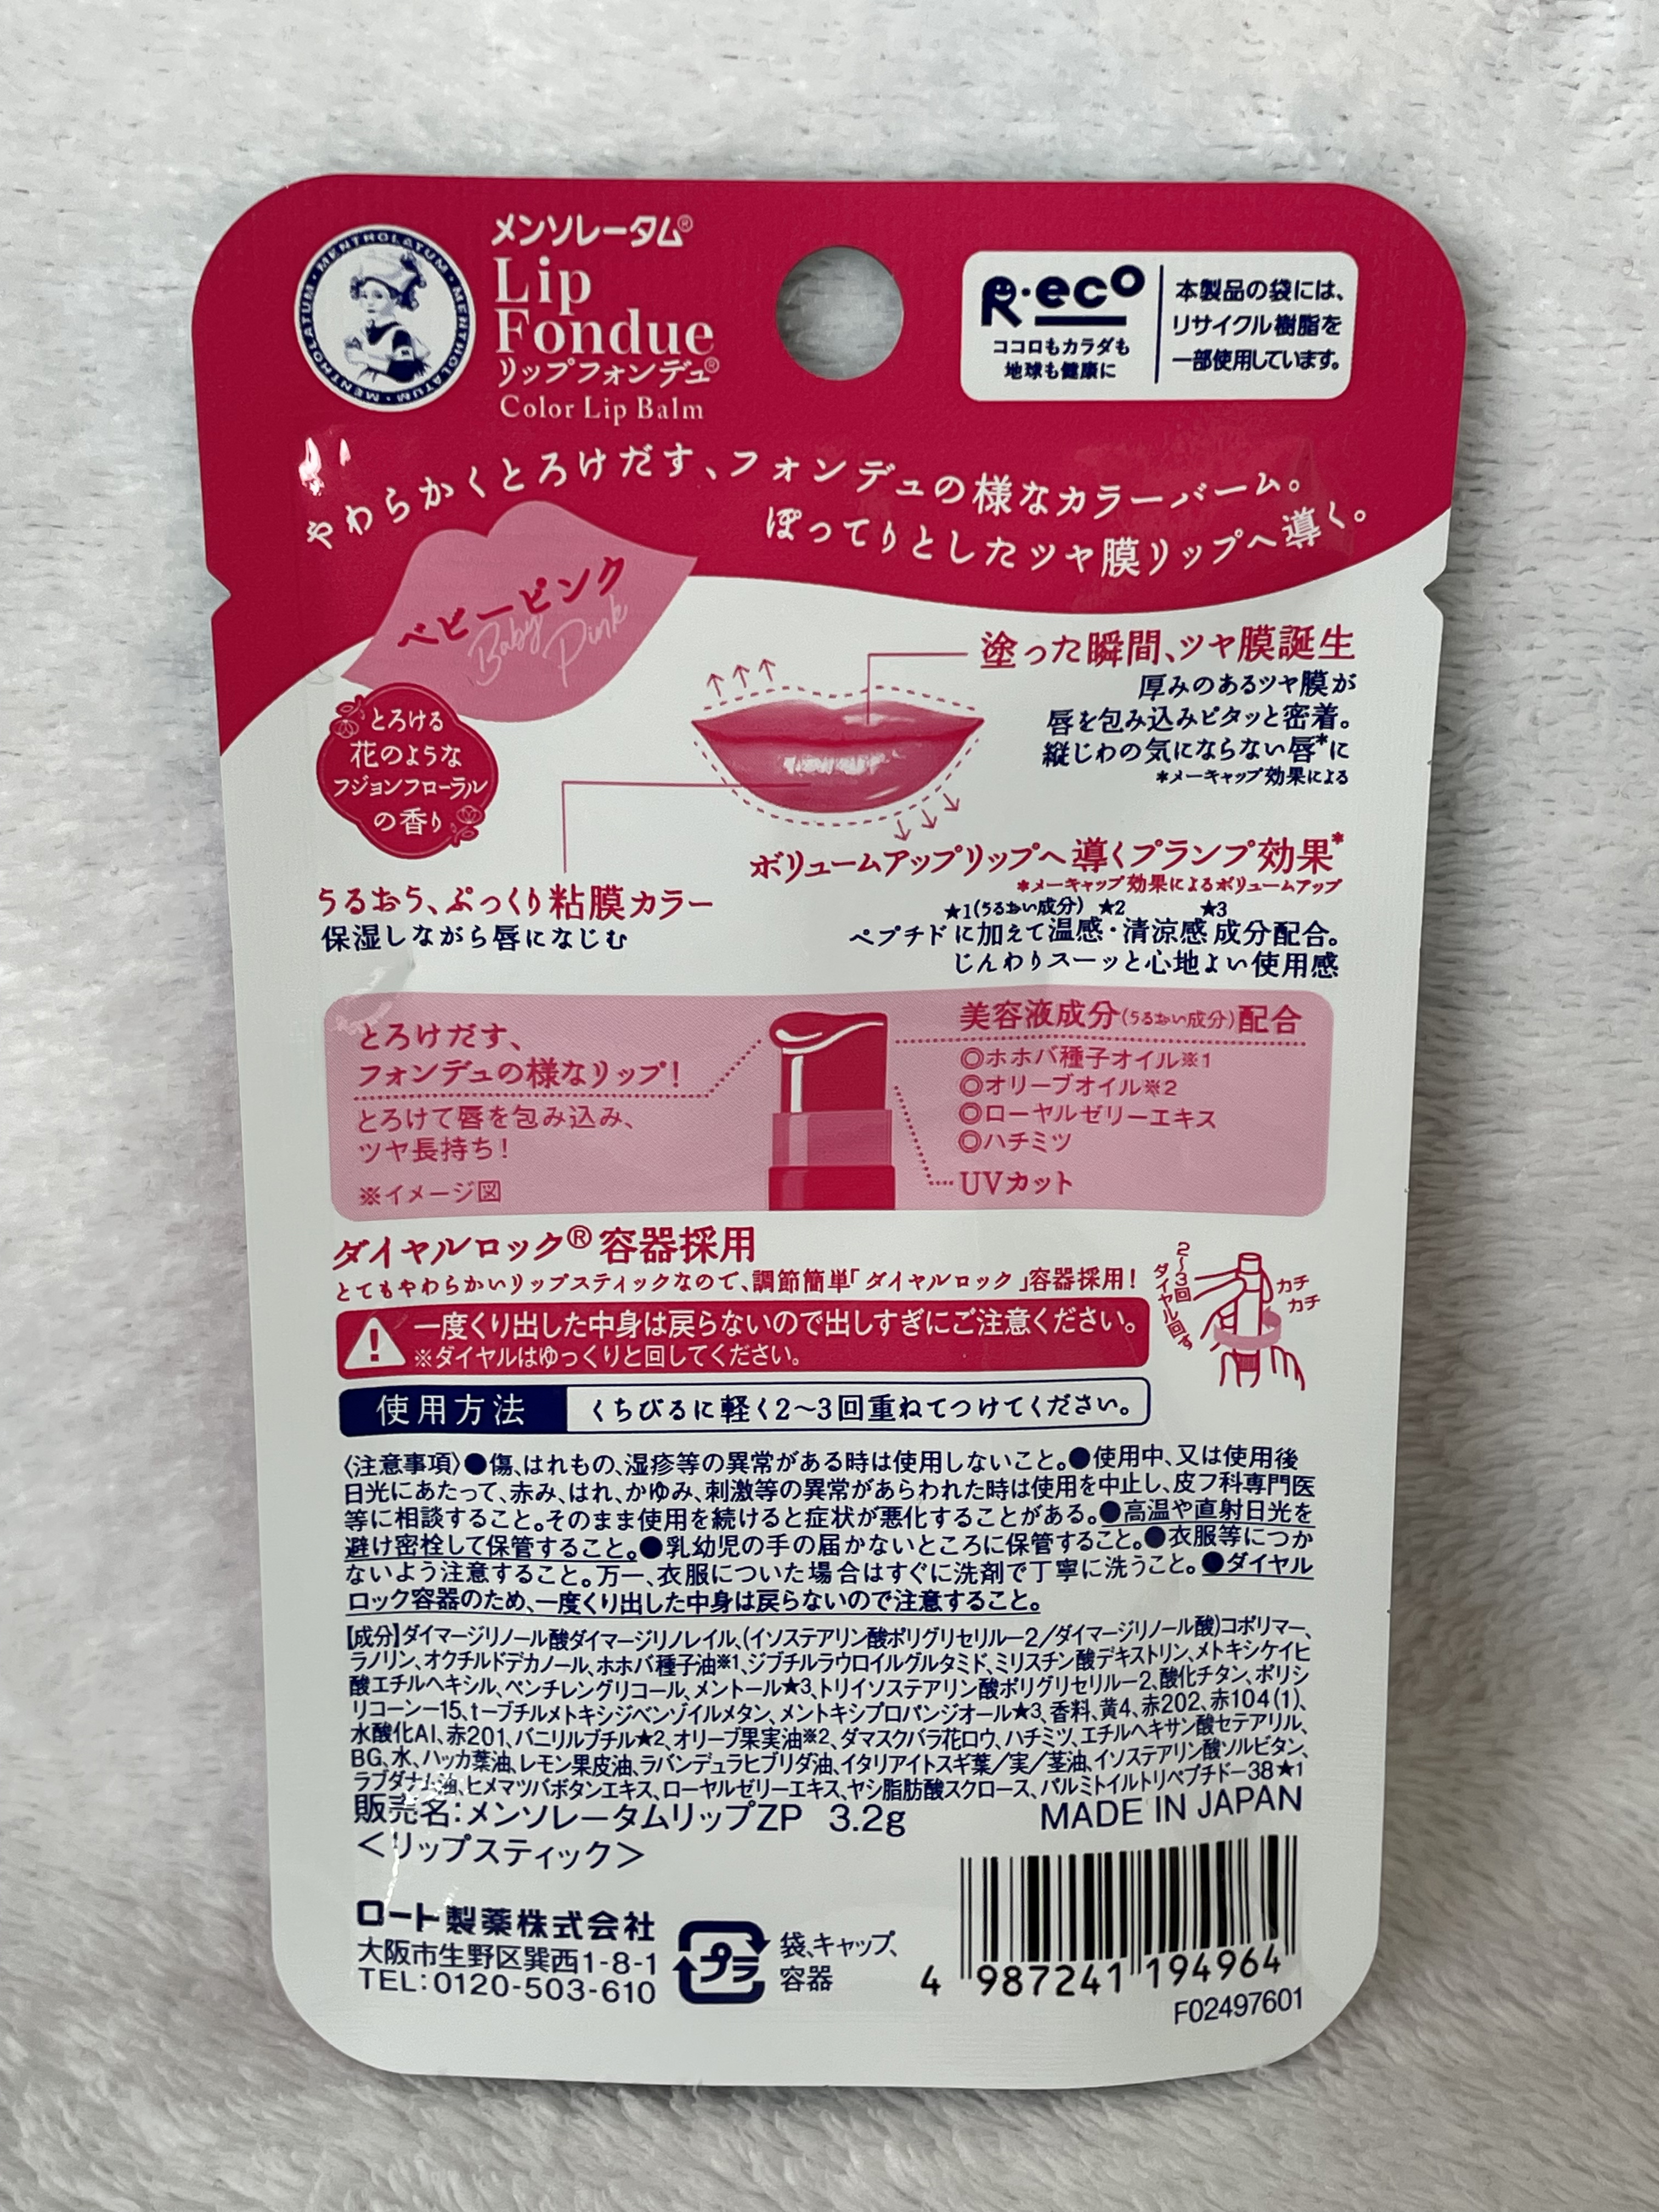 MENTHOLATUM・MENTHOLATUM・MENTHOLATUM
メンソレータム®
Lip
Fondue
リップフォンデュ®
Color Lip Balm
R・eco
ココロもカラダも
地球も健康に
本製品の袋には、
リサイクル樹脂を
一部使用しています。
やわらかくとろけだす、フォンデュの様なカラーバーム。
ぽってりとしたツヤ膜リップへ導く。
ベビーピンク
Baby Pink
とろける
花のような
フュジョンフローラル
の香り
塗った瞬間、ツヤ膜誕生
厚みのあるツヤ膜が
唇を包み込みピタッと密着。
縦じわの気にならない唇*に
*メーキャップ効果による
うるおう、ぷっくり粘膜カラー
保湿しながら唇になじむ
ボリュームアップリップへ導くプランプ効果*
*メーキャップ効果によるボリュームアップ
★1(うるおい成分) ★2 ★3
ペプチドに加えて温感・清涼感成分配合。
じんわりスーッと心地よい使用感
とろけだす、
フォンデュの様なリップ!
とろけて唇を包み込み、
ツヤ長持ち!
※イメージ図
美容液成分(うるおい成分)配合
◎ホホバ種子オイル※1
◎オリーブオイル※2
◎ローヤルゼリーエキス
◎ハチミツ
UVカット
ダイヤルロック®容器採用
とてもやわらかいリップスティックなので、調節簡単「ダイヤルロック」容器採用!
2〜3回
ダイヤル回す
カチ
カチ
一度くり出した中身は戻らないので出しすぎにご注意ください。
※ダイヤルはゆっくりと回してください。
使用方法 くちびるに軽く2〜3回重ねてつけてください。
〈注意事項〉●傷、はれもの、湿疹等の異常がある時は使用しないこと。●使用中、又は使用後
日光にあたって、赤み、はれ、かゆみ、刺激等の異常があらわれた時は使用を中止し、皮フ科専門医
等に相談すること。そのまま使用を続けると症状が悪化することがある。●高温や直射日光を
避け密栓して保管すること。●乳幼児の手の届かないところに保管すること。●衣服等につか
ないよう注意すること。万一、衣服についた場合はすぐに洗剤で丁寧に洗うこと。●ダイヤル
ロック容器のため、一度くり出した中身は戻らないので注意すること。
【成分】ダイマージリノール酸ダイマージリノレイル、(イソステアリン酸ポリグリセリル-2/ダイマージリノール酸)コポリマー、
ラノリン、オクチルドデカノール、ホホバ種子油※1、ジブチルラウロイルグルタミド、ミリスチン酸デキストリン、メトキシケイヒ
酸エチルヘキシル、ペンチレングリコール、メントール★3、トリイソステアリン酸ポリグリセリル-2、酸化チタン、ポリシ
リコーン-15、t-ブチルメトキシジベンゾイルメタン、メントキシプロパンジオール★3、香料、黄4、赤202、赤104(1)、
水酸化Al、赤201、バニリルブチル★2、オリーブ果実油※2、ダマスクバラ花ロウ、ハチミツ、エチルヘキサン酸セテアリル、
BG、水、ハッカ葉油、レモン果皮油、ラバンデュラヒブリダ油、イタリアイトスギ葉/実/茎油、イソステアリン酸ソルビタン、
ラブダナム油、ヒメマツバボタンエキス、ローヤルゼリーエキス、ヤシ脂肪酸スクロース、パルミトイルトリペプチド-38★1
販売名:メンソレータムリップZP 3.2g
MADE IN JAPAN
<リップスティック>
ロート製薬株式会社
大阪市生野区巽西1-8-1
TEL:0120-503-610
プラ
袋、キャップ、
容器
4 987241 194964
F02497601